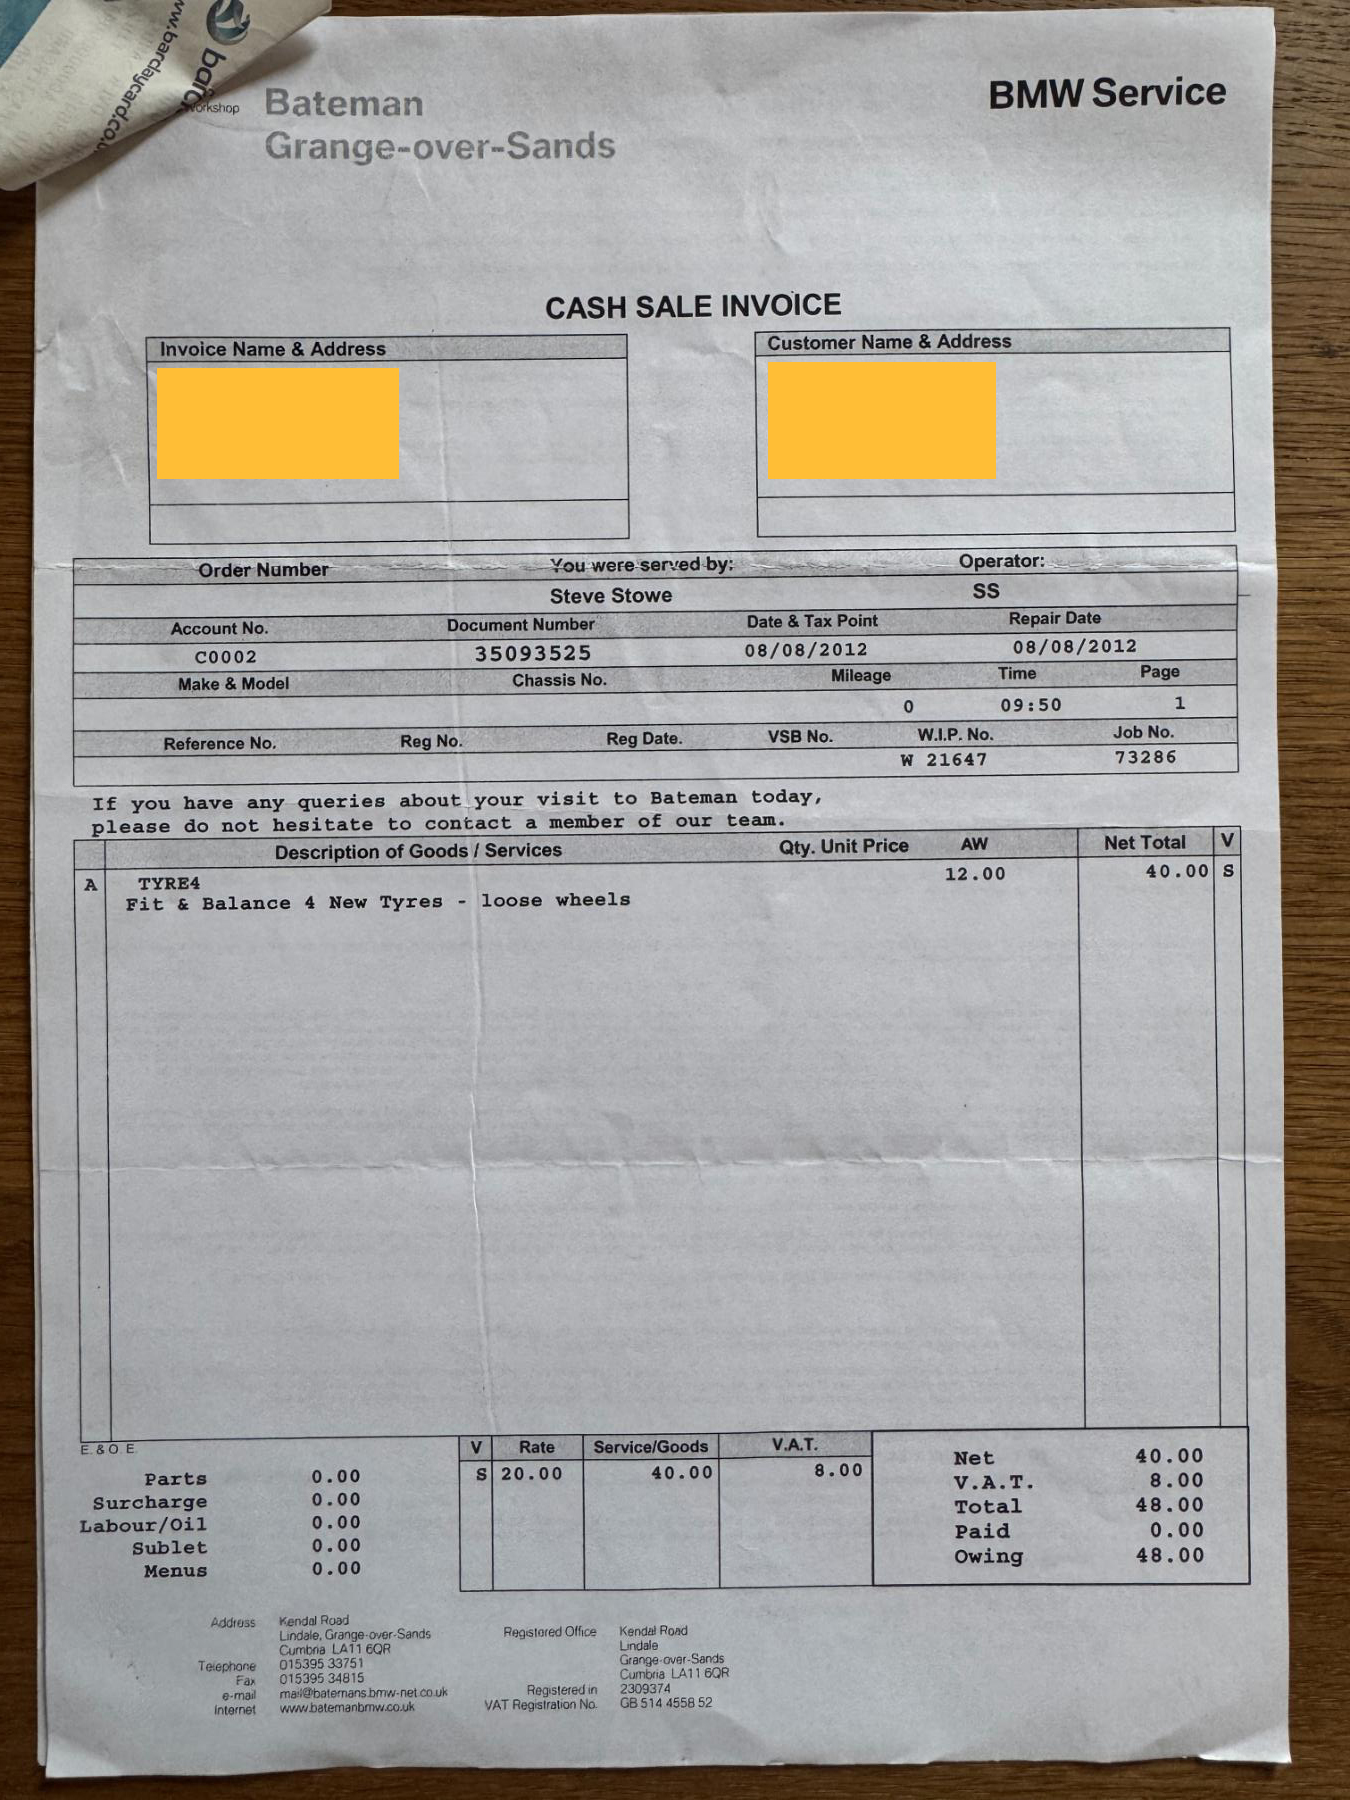 www.barclaycard.co.u
barc
workshop
Bateman
Grange-over-Sands
BMW Service
CASH SALE INVOICE
Invoice Name & Address
Customer Name & Address
Order Number You were served by: Operator:
Steve Stowe SS
Account No. Document Number Date & Tax Point Repair Date
C0002 35093525 08/08/2012 08/08/2012
Make & Model Chassis No. Mileage Time Page
0 09:50 1
Reference No. Reg No. Reg Date. VSB No. W.I.P. No. Job No.
W 21647 73286
If you have any queries about your visit to Bateman today,
please do not hesitate to contact a member of our team.
Description of Goods / Services Qty. Unit Price AW Net Total V
A TYRE4 12.00 40.00 S
Fit & Balance 4 New Tyres - loose wheels
E. & O. E.
V Rate Service/Goods V.A.T.
S 20.00 40.00 8.00
Parts 0.00
Surcharge 0.00
Labour/Oil 0.00
Sublet 0.00
Menus 0.00
Net 40.00
V.A.T. 8.00
Total 48.00
Paid 0.00
Owing 48.00
Address Kendal Road
Lindale, Grange-over-Sands
Cumbria LA11 6QR
Telephone 015395 33751
Fax 015395 34815
e-mail mail@batemans.bmw-net.co.uk
Internet www.batemanbmw.co.uk
Registered Office Kendal Road
Lindale
Grange-over-Sands
Cumbria LA11 6QR
Registered in 2309374
VAT Registration No. GB 514 4558 52